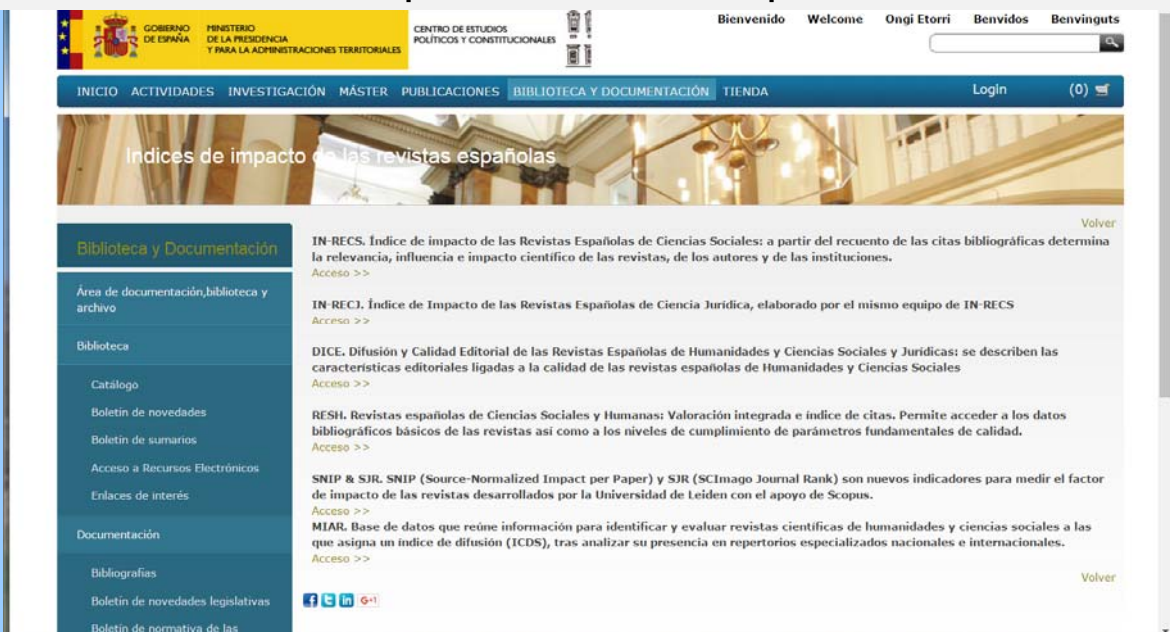 GOBIERNO
DE ESPAÑA
MINISTERIO
DE LA PRESIDENCIA
Y PARA LA ADMINISTRACIONES TERRITORIALES
CENTRO DE ESTUDIOS
POLÍTICOS Y CONSTITUCIONALES
Bienvenido Welcome Ongi Etorri Benvidos Benvinguts
INICIO ACTIVIDADES INVESTIGACIÓN MÁSTER PUBLICACIONES BIBLIOTECA Y DOCUMENTACIÓN TIENDA Login (0)
Indices de impacto de las revistas españolas
Volver
Biblioteca y Documentación
Área de documentación,biblioteca y
archivo
Biblioteca
Catálogo
Boletín de novedades
Boletín de sumarios
Acceso a Recursos Electrónicos
Enlaces de interés
Documentación
Bibliografías
Boletín de novedades legislativas
Boletín de normativa de las
IN-RECS. Índice de impacto de las Revistas Españolas de Ciencias Sociales: a partir del recuento de las citas bibliográficas determina
la relevancia, influencia e impacto científico de las revistas, de los autores y de las instituciones.
Acceso >>
IN-RECJ. Índice de Impacto de las Revistas Españolas de Ciencia Jurídica, elaborado por el mismo equipo de IN-RECS
Acceso >>
DICE. Difusión y Calidad Editorial de las Revistas Españolas de Humanidades y Ciencias Sociales y Jurídicas: se describen las
características editoriales ligadas a la calidad de las revistas españolas de Humanidades y Ciencias Sociales
Acceso >>
RESH. Revistas españolas de Ciencias Sociales y Humanas: Valoración integrada e índice de citas. Permite acceder a los datos
bibliográficos básicos de las revistas así como a los niveles de cumplimiento de parámetros fundamentales de calidad.
Acceso >>
SNIP & SJR. SNIP (Source-Normalized Impact per Paper) y SJR (SCImago Journal Rank) son nuevos indicadores para medir el factor
de impacto de las revistas desarrollados por la Universidad de Leiden con el apoyo de Scopus.
Acceso >>
MIAR. Base de datos que reúne información para identificar y evaluar revistas científicas de humanidades y ciencias sociales a las
que asigna un índice de difusión (ICDS), tras analizar su presencia en repertorios especializados nacionales e internacionales.
Acceso >>
Volver
G+1